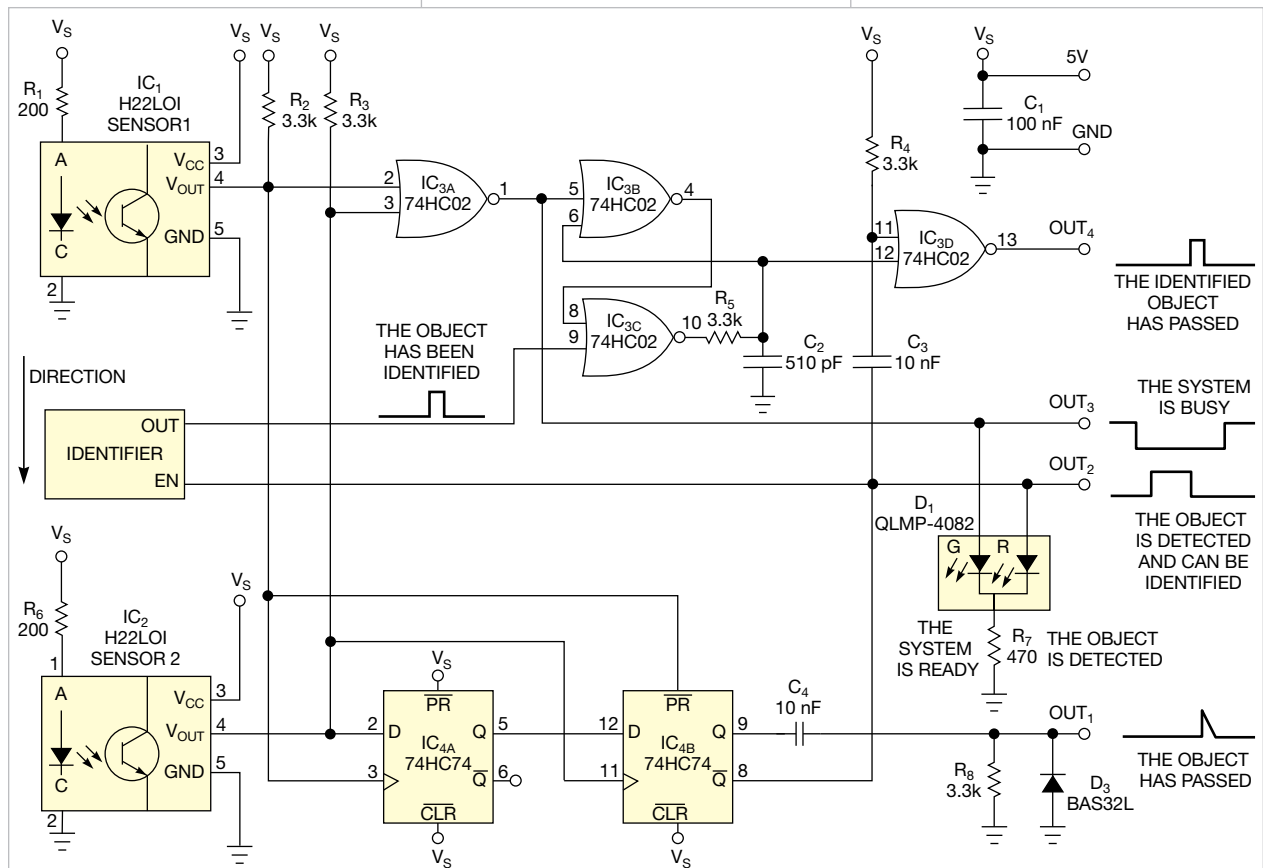 VS
R1
200
IC1
H22LOI
SENSOR1
A
C
2
VCC
3
VOUT
4
GND
5
VS
VS
R2
3.3k
VS
R3
3.3k
2
3
IC3A
74HC02
1
5
6
IC3B
74HC02
4
8
9
IC3C
74HC02
10
R5
3.3k
C2
510 pF
VS
R4
3.3k
C3
10 nF
11
12
IC3D
74HC02
13
VS
5V
C1
100 nF
GND
OUT4
THE IDENTIFIED
OBJECT
HAS PASSED
DIRECTION
THE OBJECT
HAS BEEN
IDENTIFIED
OUT
IDENTIFIER
EN
OUT3
THE SYSTEM
IS BUSY
OUT2
THE OBJECT
IS DETECTED
AND CAN BE
IDENTIFIED
D1
QLMP-4082
G
R
THE
SYSTEM
IS READY
R7
470
THE OBJECT
IS DETECTED
VS
R6
200
IC2
H22LOI
SENSOR 2
1
A
C
2
VCC
3
VOUT
4
GND
5
VS
VS
PR
2
D
Q
5
IC4A
74HC74
3
Q
6
CLR
VS
PR
12
D
Q
9
IC4B
74HC74
11
Q
8
CLR
VS
C4
10 nF
OUT1
R8
3.3k
D3
BAS32L
THE OBJECT
HAS PASSED